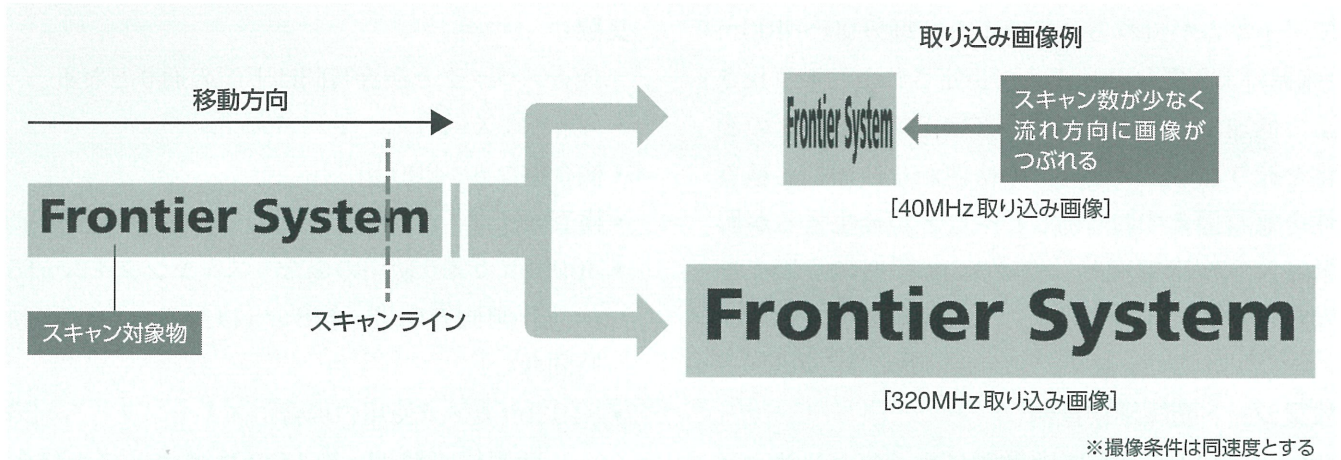 取り込み画像例
移動方向
Frontier System
スキャン対象物
スキャンライン
Frontier System
スキャン数が少なく
流れ方向に画像が
つぶれる
[40MHz取り込み画像]
Frontier System
[320MHz取り込み画像]
※撮像条件は同速度とする